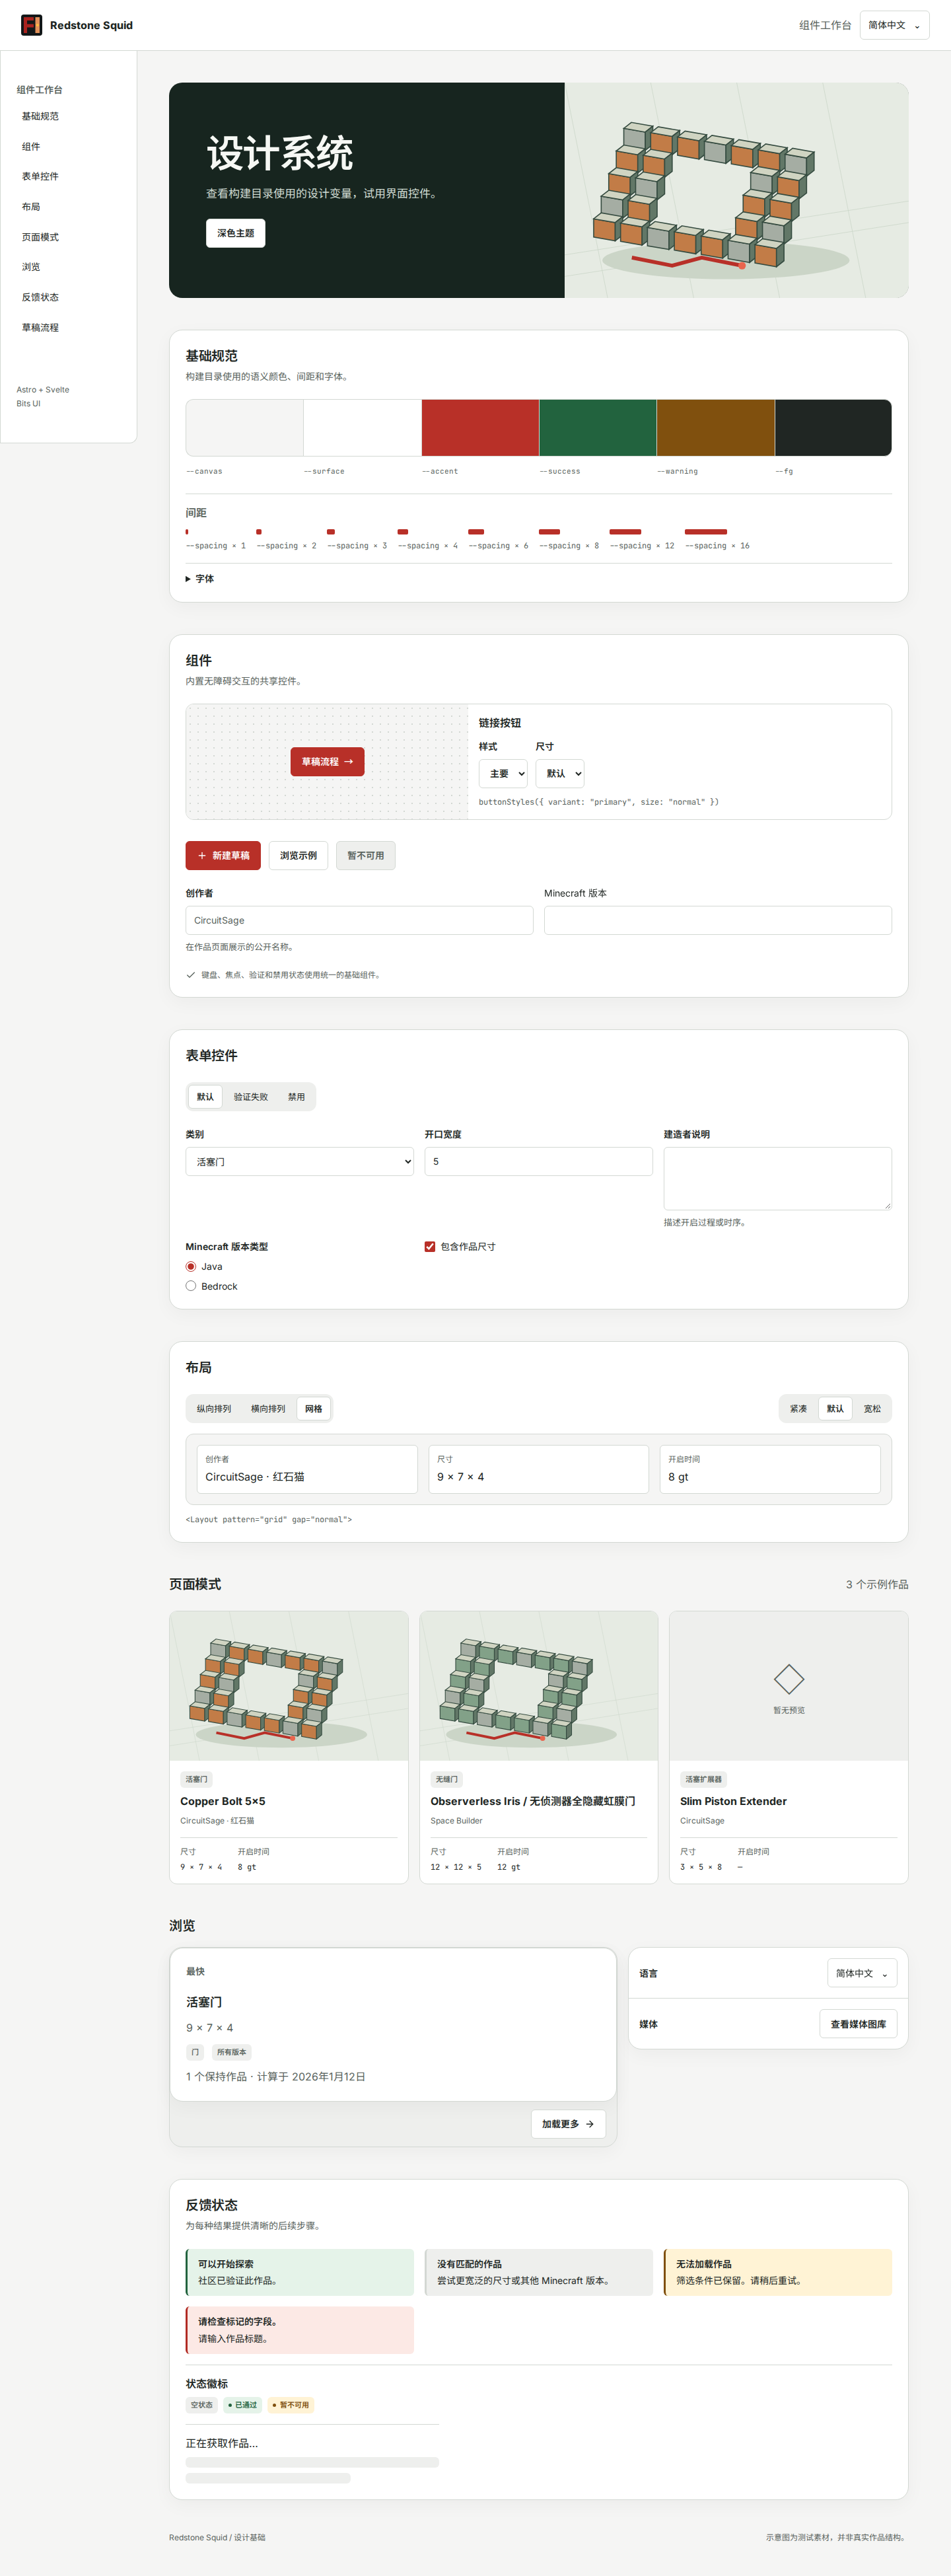 Redstone Squid
组件工作台
简体中文
组件工作台
基础规范
组件
表单控件
布局
页面模式
浏览
反馈状态
草稿流程
Astro + Svelte
Bits UI
设计系统
查看构建目录使用的设计变量，试用界面控件。
深色主题
基础规范
构建目录使用的语义颜色、间距和字体。
--canvas
--surface
--accent
--success
--warning
--fg
间距
--spacing × 1
--spacing × 2
--spacing × 3
--spacing × 4
--spacing × 6
--spacing × 8
--spacing × 12
--spacing × 16
字体
组件
内置无障碍交互的共享控件。
草稿流程 →
链接按钮
样式
尺寸
主要
默认
buttonStyles({ variant: "primary", size: "normal" })
新建草稿
浏览示例
暂不可用
创作者
Minecraft 版本
CircuitSage
在作品页面展示的公开名称。
键盘、焦点、验证和禁用状态使用统一的基础组件。
表单控件
默认
验证失败
禁用
类别
开口宽度
建造者说明
活塞门
5
描述开启过程或时序。
Minecraft 版本类型
包含作品尺寸
Java
Bedrock
布局
纵向排列
横向排列
网格
紧凑
默认
宽松
创作者
CircuitSage · 红石猫
尺寸
9 × 7 × 4
开启时间
8 gt
<Layout pattern="grid" gap="normal">
页面模式
3 个示例作品
暂无预览
活塞门
Copper Bolt 5×5
CircuitSage · 红石猫
尺寸
开启时间
9 × 7 × 4
8 gt
无缝门
Observerless Iris / 无侦测器全隐藏虹膜门
Space Builder
尺寸
开启时间
12 × 12 × 5
12 gt
活塞扩展器
Slim Piston Extender
CircuitSage
尺寸
开启时间
3 × 5 × 8
—
浏览
最快
活塞门
9 × 7 × 4
门
所有版本
1 个保持作品 · 计算于 2026年1月12日
加载更多 →
语言
简体中文
媒体
查看媒体图库
反馈状态
为每种结果提供清晰的后续步骤。
可以开始探索
社区已验证此作品。
没有匹配的作品
尝试更宽泛的尺寸或其他 Minecraft 版本。
无法加载作品
筛选条件已保留。请稍后重试。
请检查标记的字段。
请输入作品标题。
状态徽标
空状态
已通过
暂不可用
正在获取作品…
Redstone Squid / 设计基础
示意图为测试素材，并非真实作品结构。